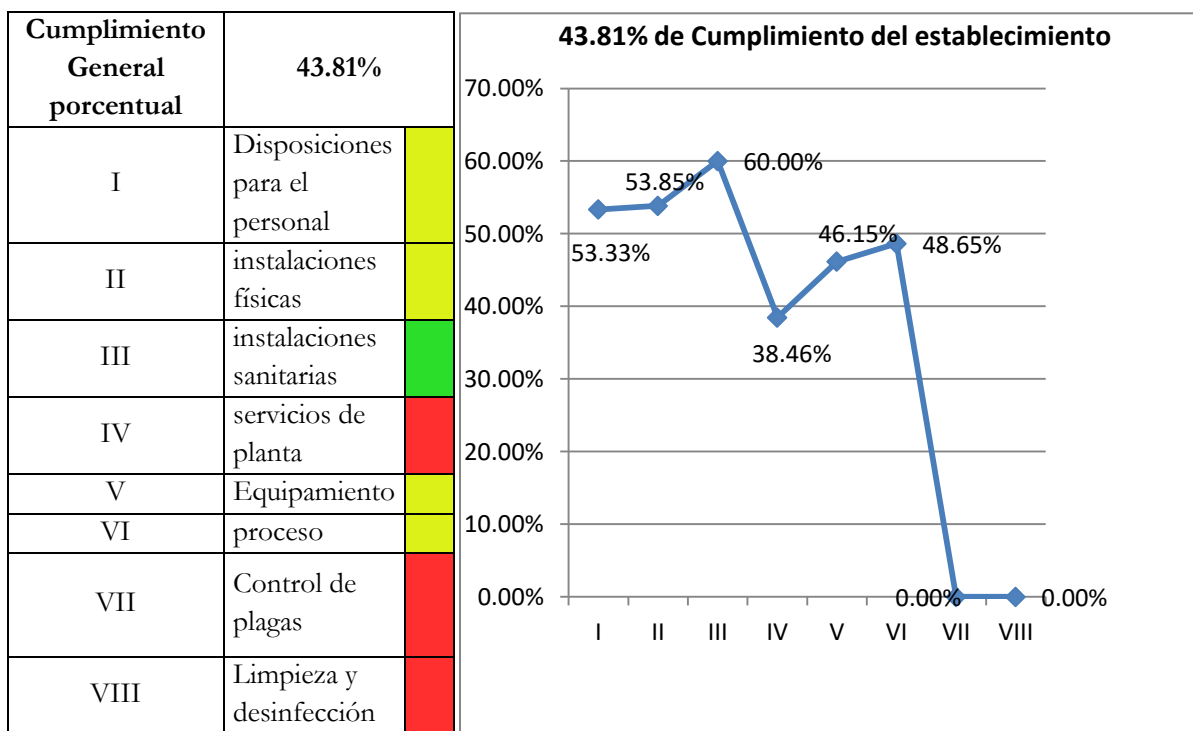 Cumplimiento
General
porcentual
43.81%
I
Disposiciones
para el
personal
II
instalaciones
físicas
III
instalaciones
sanitarias
IV
servicios de
planta
V
Equipamiento
VI
proceso
VII
Control de
plagas
VIII
Limpieza y
desinfección
43.81% de Cumplimiento del establecimiento
70.00%
60.00%
50.00%
40.00%
30.00%
20.00%
10.00%
0.00%
53.33%
53.85%
60.00%
38.46%
46.15%
48.65%
0.00%
0.00%
I II III IV V VI VII VIII